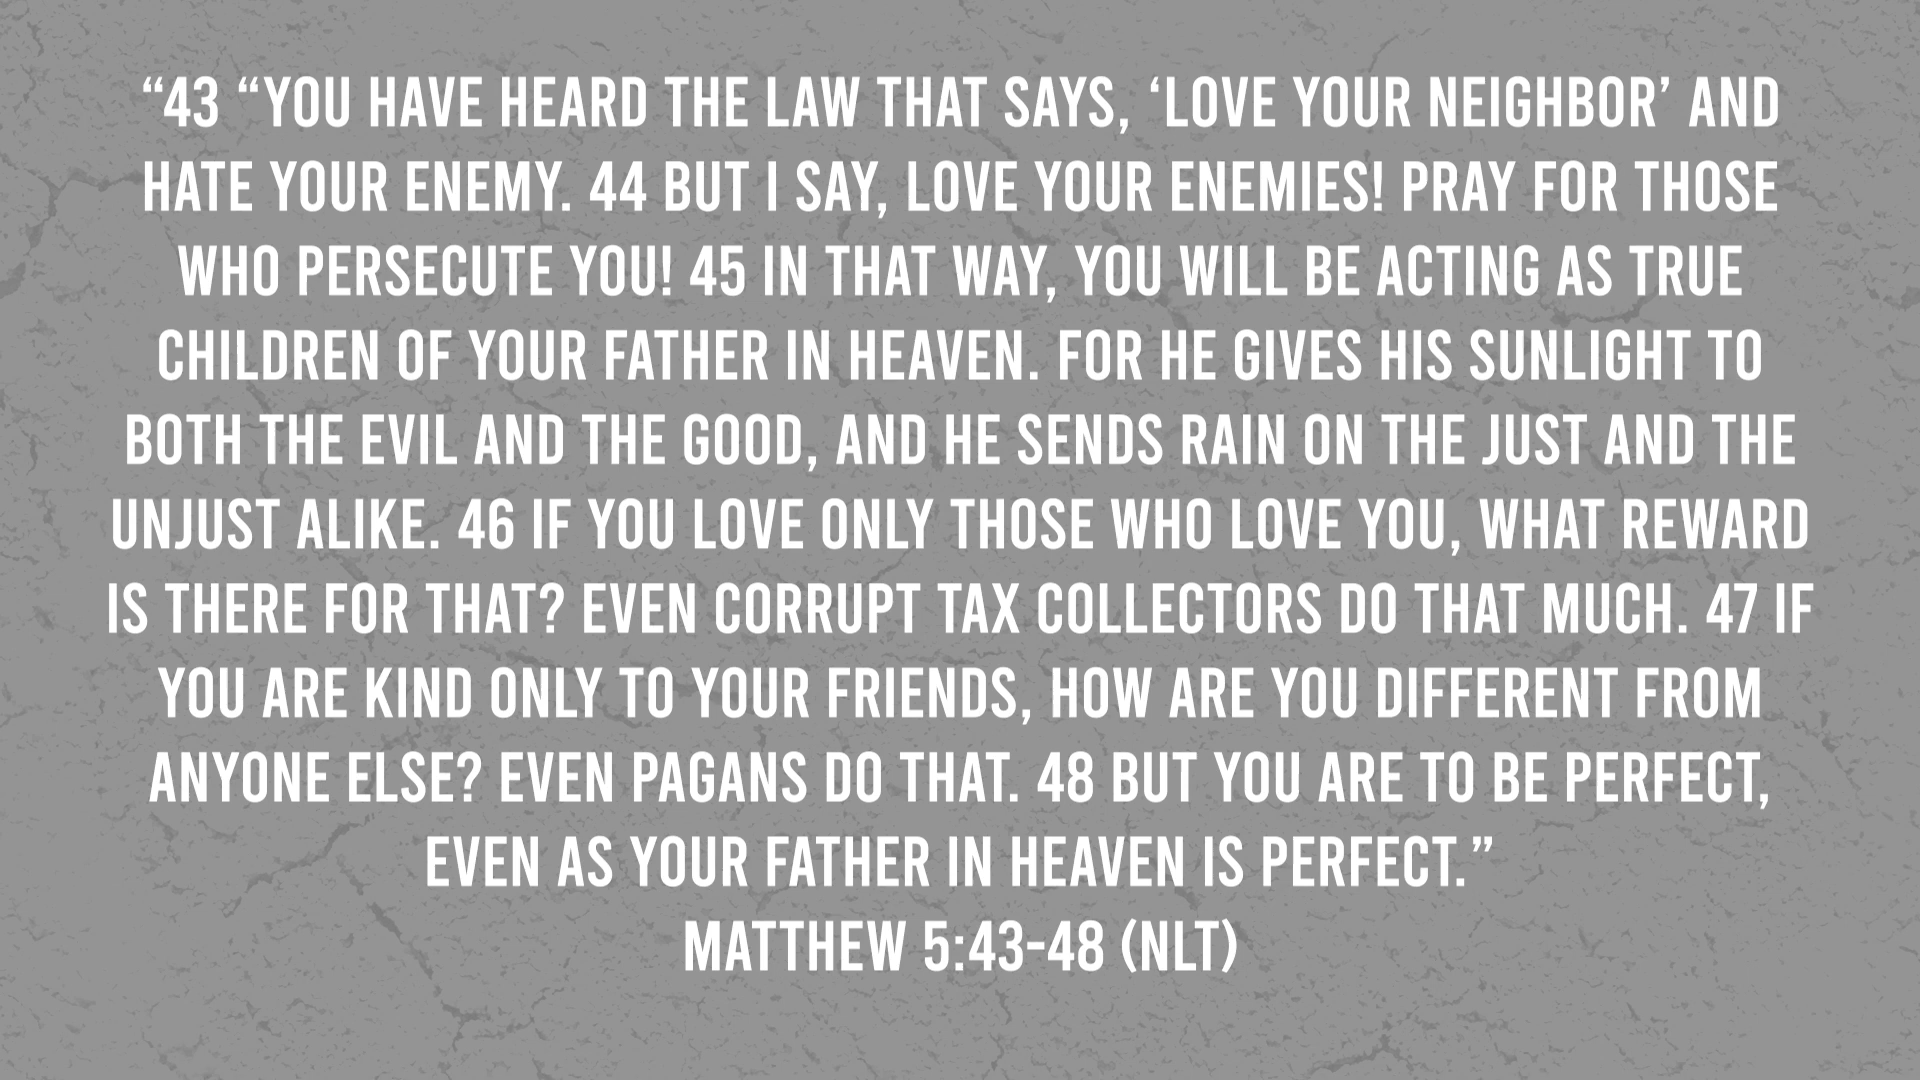 “43 “YOU HAVE HEARD THE LAW THAT SAYS, ‘LOVE YOUR NEIGHBOR’ AND
HATE YOUR ENEMY. 44 BUT I SAY, LOVE YOUR ENEMIES! PRAY FOR THOSE
WHO PERSECUTE YOU! 45 IN THAT WAY, YOU WILL BE ACTING AS TRUE
CHILDREN OF YOUR FATHER IN HEAVEN. FOR HE GIVES HIS SUNLIGHT TO
BOTH THE EVIL AND THE GOOD, AND HE SENDS RAIN ON THE JUST AND THE
UNJUST ALIKE. 46 IF YOU LOVE ONLY THOSE WHO LOVE YOU, WHAT REWARD
IS THERE FOR THAT? EVEN CORRUPT TAX COLLECTORS DO THAT MUCH. 47 IF
YOU ARE KIND ONLY TO YOUR FRIENDS, HOW ARE YOU DIFFERENT FROM
ANYONE ELSE? EVEN PAGANS DO THAT. 48 BUT YOU ARE TO BE PERFECT,
EVEN AS YOUR FATHER IN HEAVEN IS PERFECT.”
MATTHEW 5:43-48 (NLT)